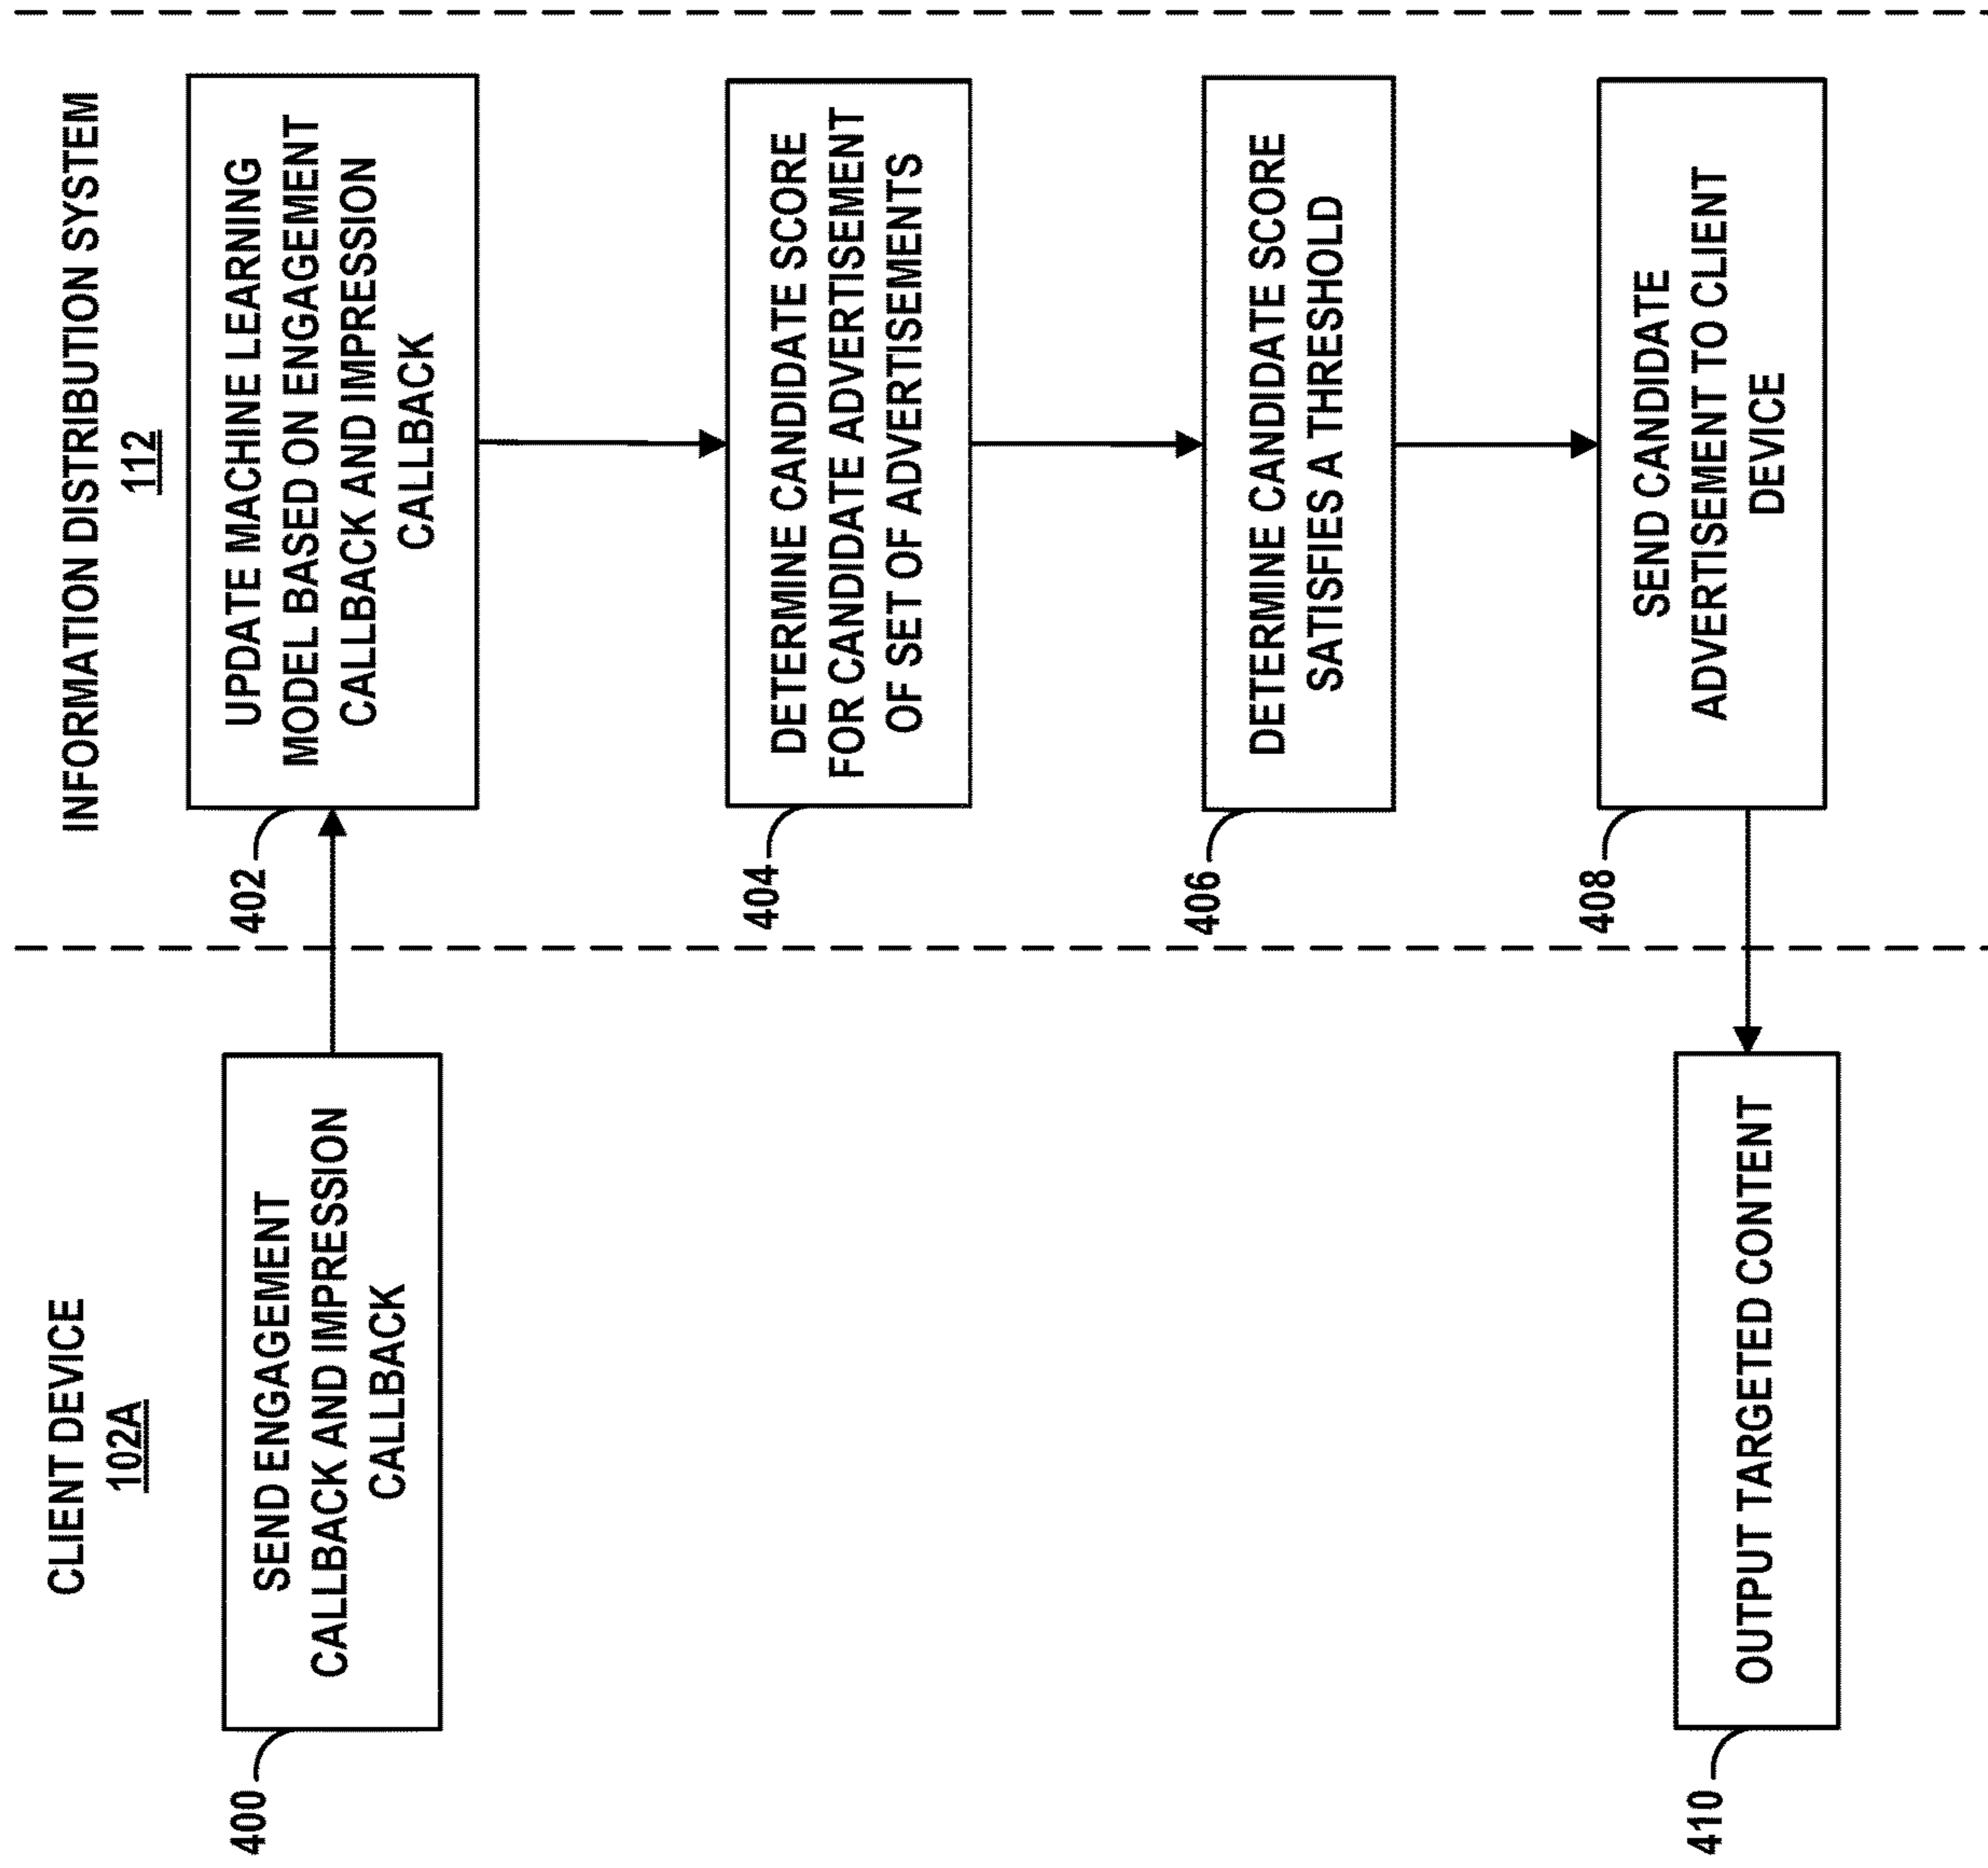 CLIENT DEVICE
102A
INFORMATION DISTRIBUTION SYSTEM
112
400
SEND ENGAGEMENT
CALLBACK AND IMPRESSION
CALLBACK
402
UPDATE MACHINE LEARNING
MODEL BASED ON ENGAGEMENT
CALLBACK AND IMPRESSION
CALLBACK
404
DETERMINE CANDIDATE SCORE
FOR CANDIDATE ADVERTISEMENT
OF SET OF ADVERTISEMENTS
406
DETERMINE CANDIDATE SCORE
SATISFIES A THRESHOLD
408
SEND CANDIDATE
ADVERTISEMENT TO CLIENT
DEVICE
410
OUTPUT TARGETED CONTENT